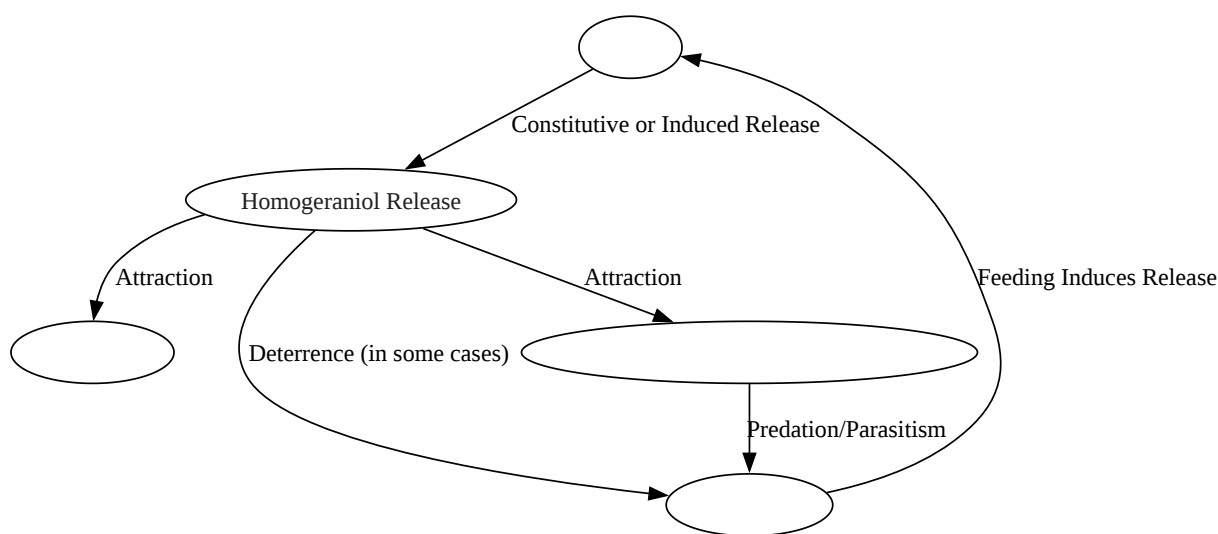 Constitutive or Induced Release
Homogeraniol Release
Attraction
Attraction
Feeding Induces Release
Deterrence (in some cases)
Predation/Parasitism